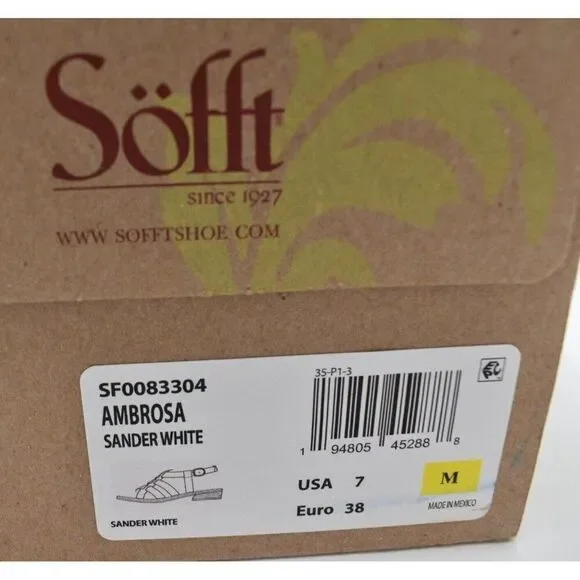 Söfft
since 1927
WWW SOFFTSHOE COM
SF0083304
AMBROSA
SANDER WHITE
SANDER WHITE
35-P1-3
1 94805 45288 8
USA 7
Euro 38
M
MADE IN MEXICO